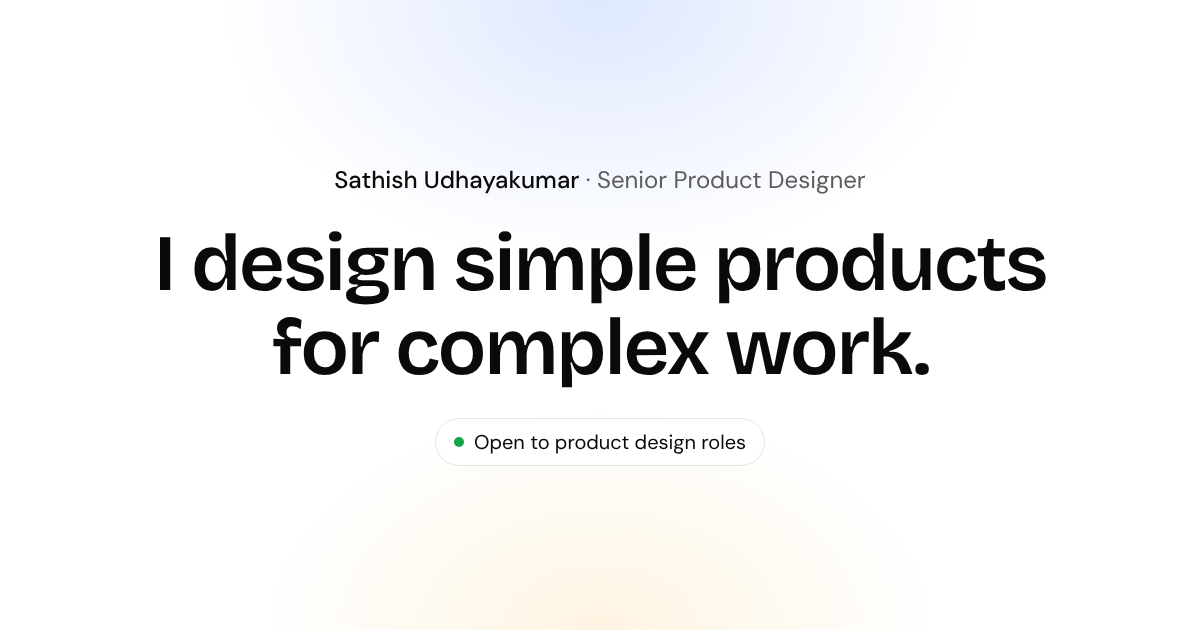 Sathish Udhayakumar · Senior Product Designer
I design simple products
for complex work.
Open to product design roles